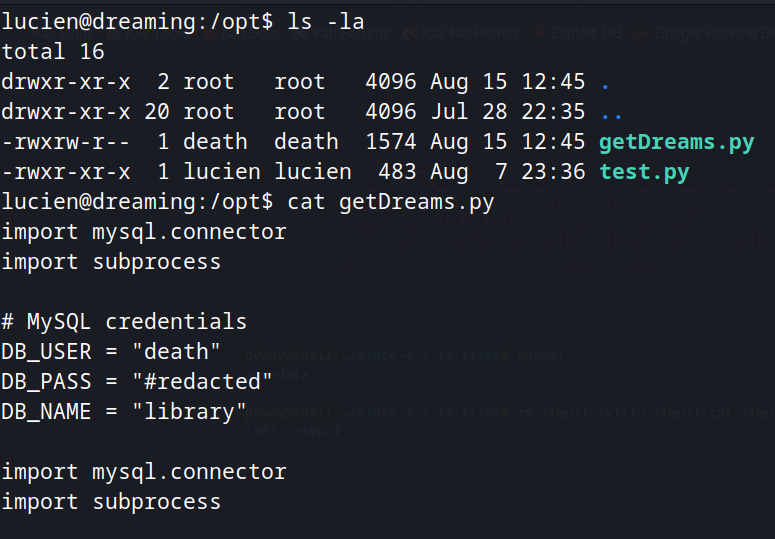 lucien@dreaming:/opt$ ls -la
total 16
drwxr-xr-x  2 root   root   4096 Aug 15 12:45 .
drwxr-xr-x 20 root   root   4096 Jul 28 22:35 ..
-rwxrw-r--  1 death  death  1574 Aug 15 12:45 getDreams.py
-rwxr-xr-x  1 lucien lucien  483 Aug  7 23:36 test.py
lucien@dreaming:/opt$ cat getDreams.py
import mysql.connector
import subprocess

# MySQL credentials
DB_USER = "death"
DB_PASS = "#redacted"
DB_NAME = "library"

import mysql.connector
import subprocess